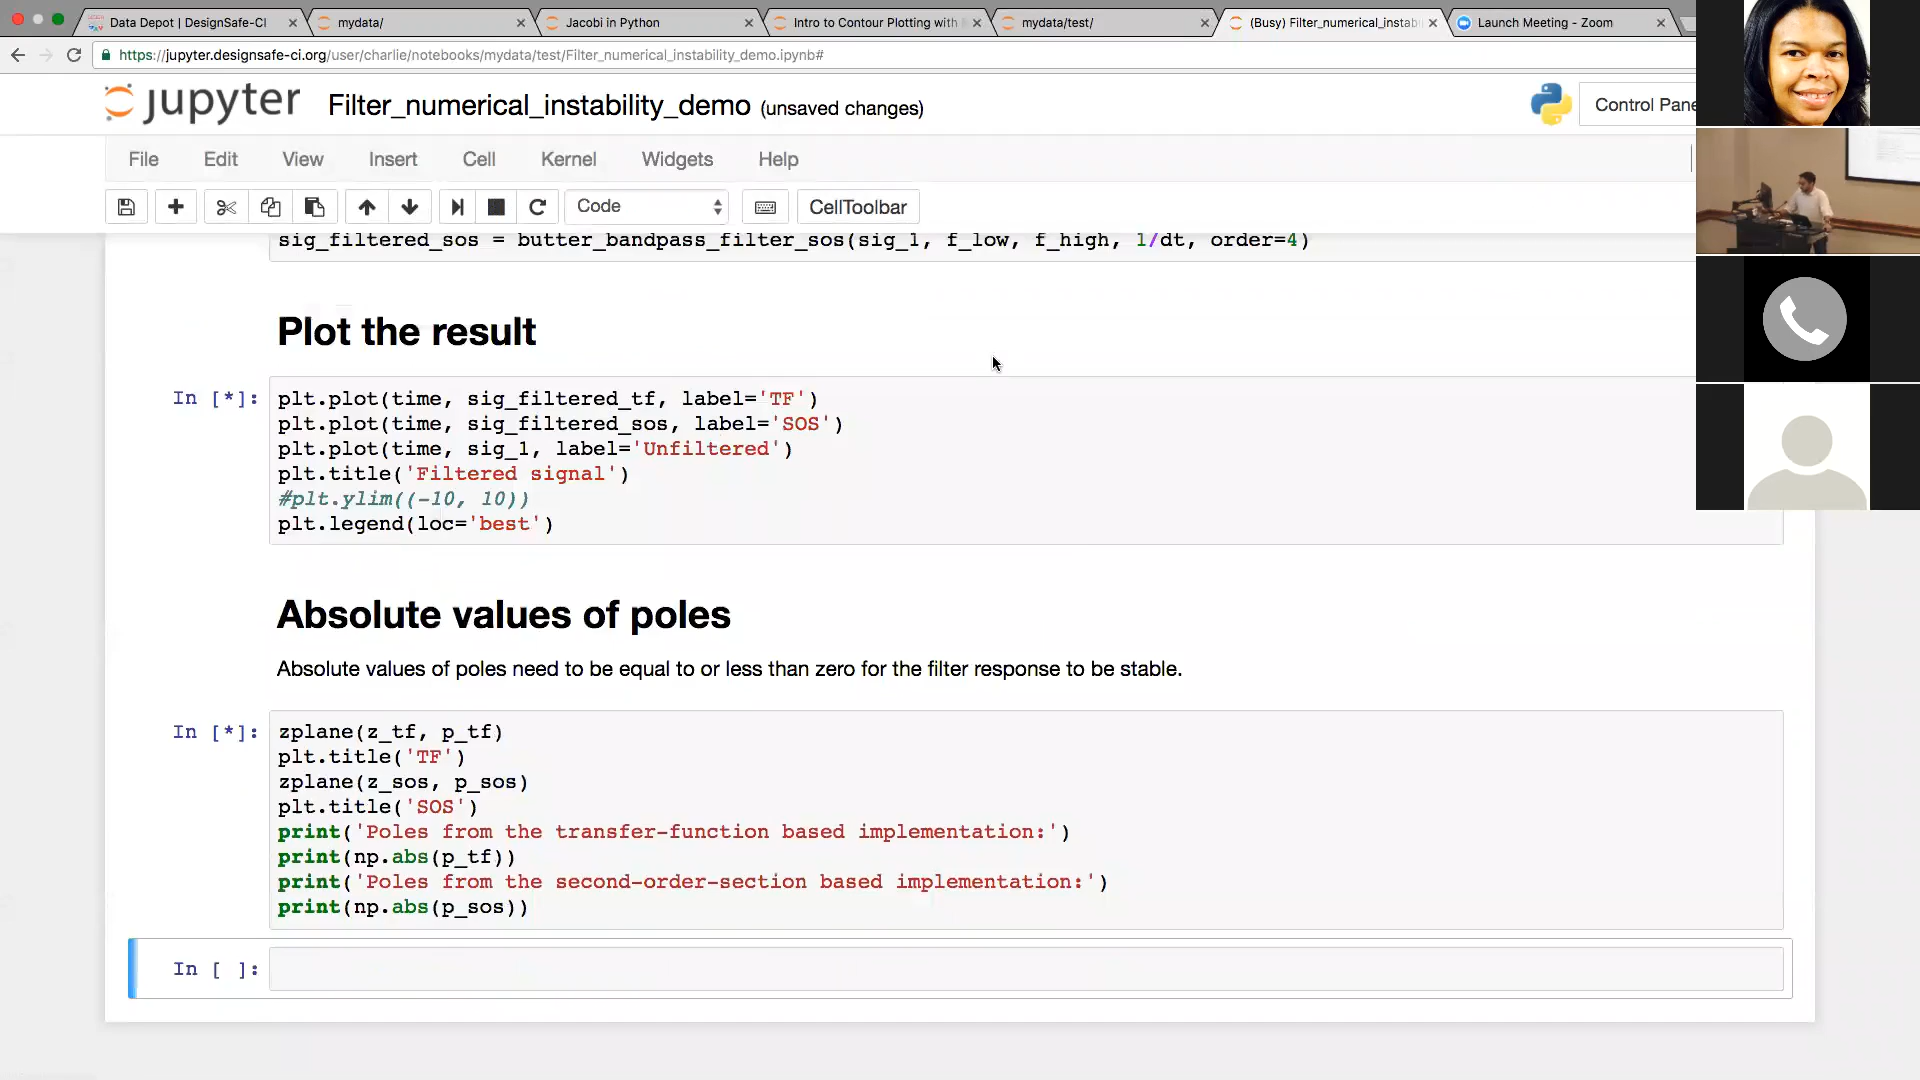 Data Depot | DesignSafe-CI
mydata/
Jacobi in Python
Intro to Contour Plotting with
mydata/test/
(Busy) Filter_numerical_instab
Launch Meeting - Zoom
https://jupyter.designsafe-ci.org/user/charlie/notebooks/mydata/test/Filter_numerical_instability_demo.ipynb#
jupyter
Filter_numerical_instability_demo (unsaved changes)
Control Pane
File Edit View Insert Cell Kernel Widgets Help
Code
CellToolbar
sig_filtered_sos = butter_bandpass_filter_sos(sig_1, f_low, f_high, 1/dt, order=4)
Plot the result
In [*]:
plt.plot(time, sig_filtered_tf, label='TF')
plt.plot(time, sig_filtered_sos, label='SOS')
plt.plot(time, sig_1, label='Unfiltered')
plt.title('Filtered signal')
#plt.ylim((-10, 10))
plt.legend(loc='best')
Absolute values of poles
Absolute values of poles need to be equal to or less than zero for the filter response to be stable.
In [*]:
zplane(z_tf, p_tf)
plt.title('TF')
zplane(z_sos, p_sos)
plt.title('SOS')
print('Poles from the transfer-function based implementation:')
print(np.abs(p_tf))
print('Poles from the second-order-section based implementation:')
print(np.abs(p_sos))
In [ ]: